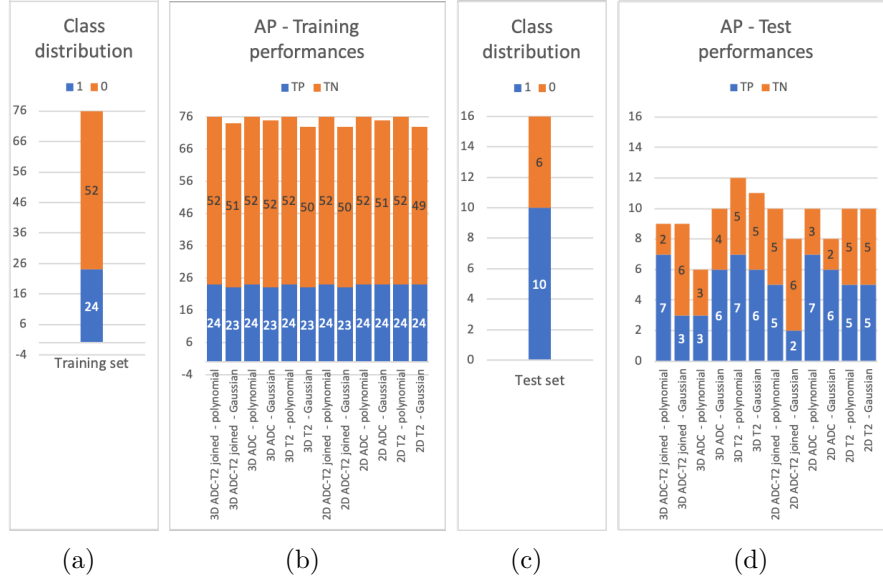 Class
distribution
1 0
76
66
56
46
36
26
16
6
-4
52
24
Training set
(a)
AP - Training
performances
TP TN
76
66
56
46
36
26
16
6
-4
52 51 52 52 52 50 52 50 52 51 52 49
24 23 24 23 24 23 24 23 24 24 24 24
3D ADC-T2 joined - polynomial
3D ADC-T2 joined - Gaussian
3D ADC - polynomial
3D ADC - Gaussian
3D T2 - polynomial
3D T2 - Gaussian
2D ADC-T2 joined - polynomial
2D ADC-T2 joined - Gaussian
2D ADC - polynomial
2D ADC - Gaussian
2D T2 - polynomial
2D T2 - Gaussian
(b)
Class
distribution
1 0
16
14
12
10
8
6
4
2
0
6
10
Test set
(c)
AP - Test
performances
TP TN
16
14
12
10
8
6
4
2
0
2 6 3 4 5 5 5 6 3 2 5 5
7 3 3 6 7 6 5 2 7 6 5 5
3D ADC-T2 joined - polynomial
3D ADC-T2 joined - Gaussian
3D ADC - polynomial
3D ADC - Gaussian
3D T2 - polynomial
3D T2 - Gaussian
2D ADC-T2 joined - polynomial
2D ADC-T2 joined - Gaussian
2D ADC - polynomial
2D ADC - Gaussian
2D T2 - polynomial
2D T2 - Gaussian
(d)